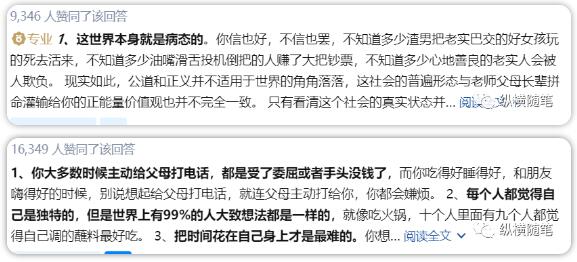 9,346 人赞同了该回答
专业 1、这世界本身就是病态的。你信也好，不信也罢，不知道多少渣男把老实巴交的好女孩玩
的死去活来，不知道多少油嘴滑舌投机倒把的人赚了大把钞票，不知道多少心地善良的老实人会被
人欺负。 现实如此，公道和正义并不适用于世界的角角落落，这社会的普遍形态与老师父母长辈拼
命灌输给你的正能量价值观也并不完全一致。 只有看清这个社会的真实状态并... 阅
纵横随笔
16,349 人赞同了该回答
1、你大多数时候主动给父母打电话，都是受了委屈或者手头没钱了，而你吃得好睡得好，和朋友
嗨得好的时候，别说想起给父母打电话，就连父母主动打给你，你都会嫌烦。 2、每个人都觉得自
己是独特的，但是世界上有99%的人大致想法都是一样的，就像吃火锅，十个人里面有九个人都觉
得自己调的蘸料最好吃。 3、把时间花在自己身上才是最难的。你想... 阅读全文
纵横随笔